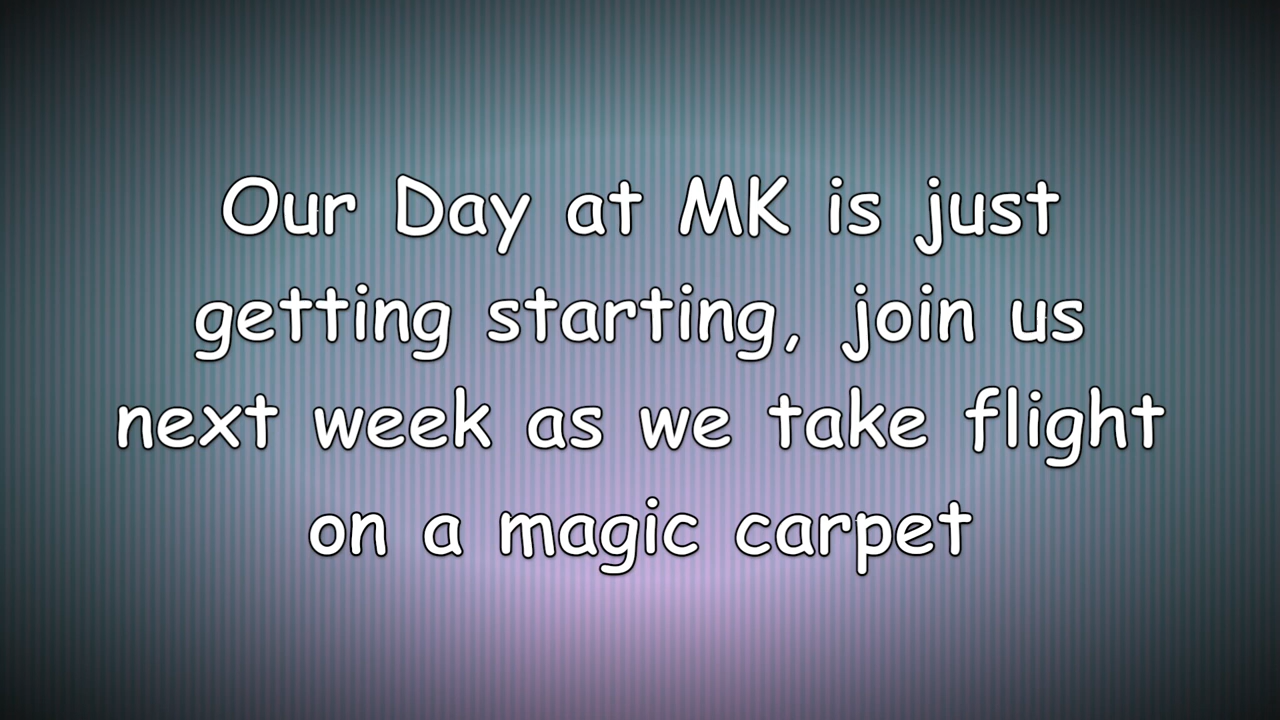 Our Day at MK is just
getting starting, join us
next week as we take flight
on a magic carpet